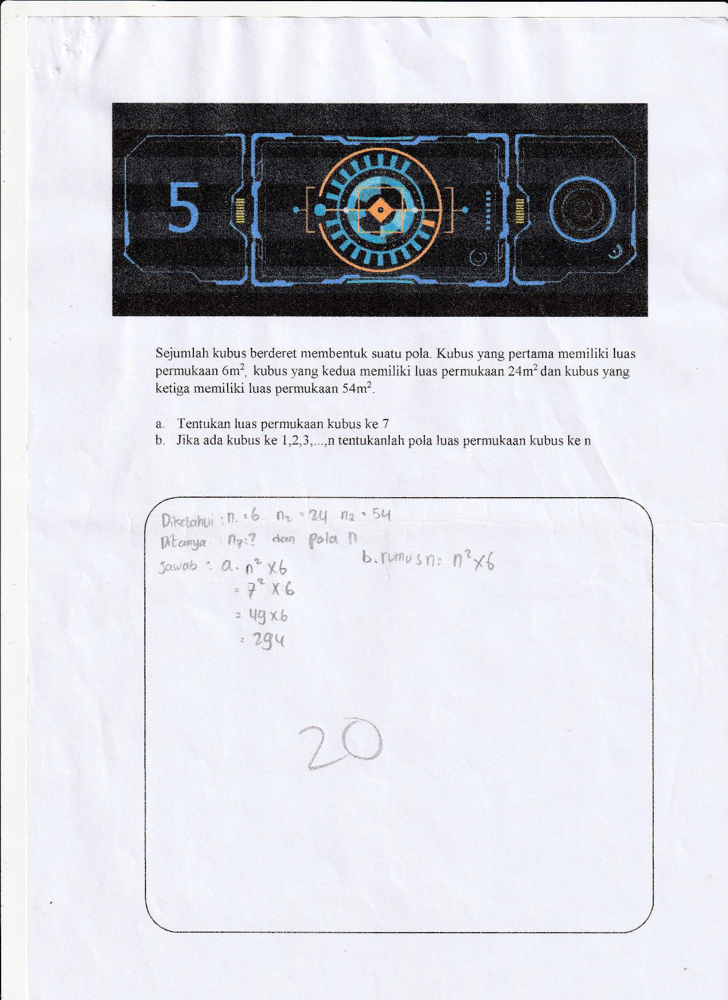 5
Sejumlah kubus berderet membentuk suatu pola. Kubus yang pertama memiliki luas
permukaan 6m², kubus yang kedua memiliki luas permukaan 24m² dan kubus yang
ketiga memiliki luas permukaan 54m².
a. Tentukan luas permukaan kubus ke 7
b. Jika ada kubus ke 1,2,3,...,n tentukanlah pola luas permukaan kubus ke n
Diketahui : n₁ = 6 n₂ = 24 n₃ = 54
Ditanya : n₇=? dan pola n
Jawab : a. n² x 6
= 7² x 6
= 49 x 6
= 294
b. rumus n = n² x 6
20